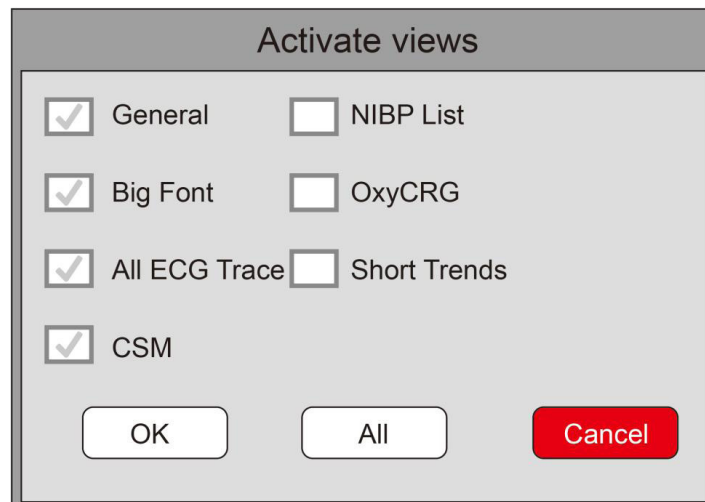 Activate views
General
NIBP List
Big Font
OxyCRG
All ECG Trace
Short Trends
CSM
OK
All
Cancel